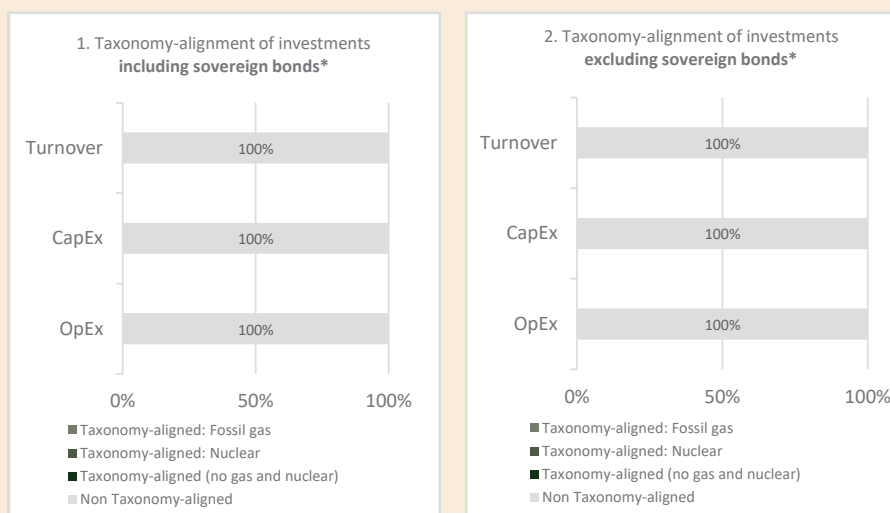 1. Taxonomy-alignment of investments
including sovereign bonds*
Turnover
100%
CapEx
100%
OpEx
100%
0%
50%
100%
Taxonomy-aligned: Fossil gas
Taxonomy-aligned: Nuclear
Taxonomy-aligned (no gas and nuclear)
Non Taxonomy-aligned
2. Taxonomy-alignment of investments
excluding sovereign bonds*
Turnover
100%
CapEx
100%
OpEx
100%
0%
50%
100%
Taxonomy-aligned: Fossil gas
Taxonomy-aligned: Nuclear
Taxonomy-aligned (no gas and nuclear)
Non Taxonomy-aligned